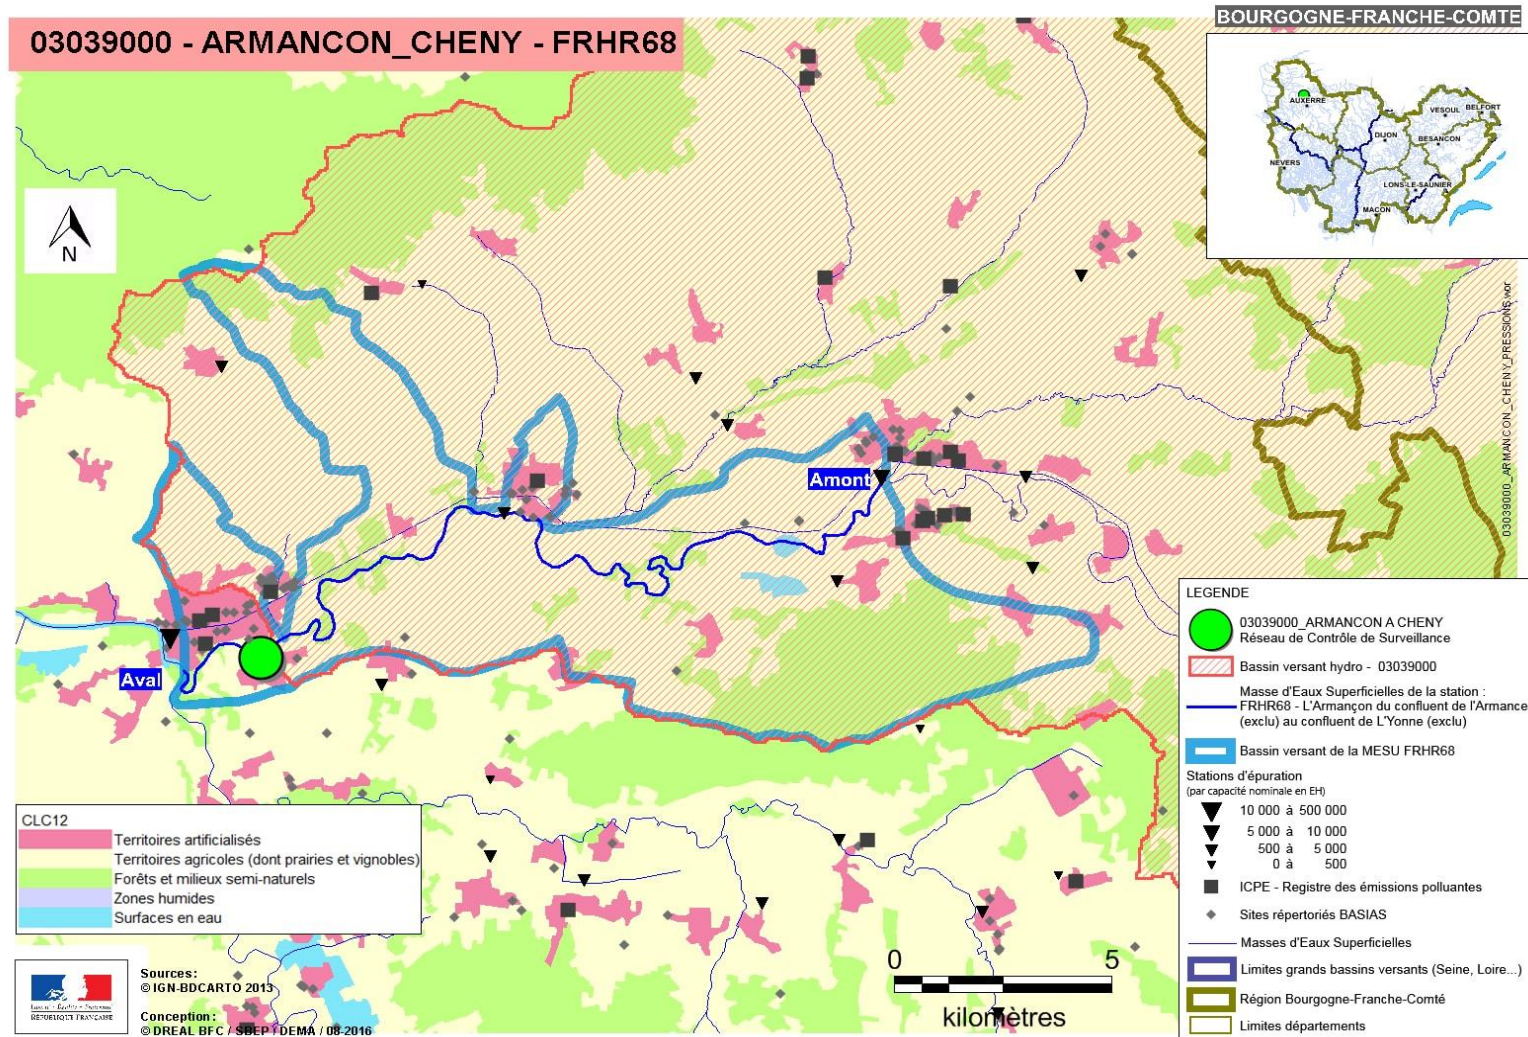 03039000 - ARMANCON_CHENY - FRHR68
BOURGOGNE-FRANCHE-COMTE
AUXERRE
VESOUL
BELFORT
DIJON
BESANCON
NEVERS
LONS-LE-SAUNIER
MACON
N
03039000_ARMANCON_CHENY_PRESSIONS.wor
Amont
Aval
LEGENDE
03039000_ARMANCON A CHENY
Réseau de Contrôle de Surveillance
Bassin versant hydro - 03039000
Masse d'Eaux Superficielles de la station :
FRHR68 - L'Armançon du confluent de l'Armance
(exclu) au confluent de L'Yonne (exclu)
Bassin versant de la MESU FRHR68
Stations d'épuration
(par capacité nominale en EH)
10 000 à 500 000
5 000 à 10 000
500 à 5 000
0 à 500
ICPE - Registre des émissions polluantes
Sites répertoriés BASIAS
Masses d'Eaux Superficielles
Limites grands bassins versants (Seine, Loire...)
Région Bourgogne-Franche-Comté
Limites départements
CLC12
Territoires artificialisés
Territoires agricoles (dont prairies et vignobles)
Forêts et milieux semi-naturels
Zones humides
Surfaces en eau
Liberté • Égalité • Fraternité
RÉPUBLIQUE FRANÇAISE
Sources :
© IGN-BDCARTO 2013
Conception :
© DREAL BFC / SBEP / DEMA / 08-2016
0 5
kilomètres